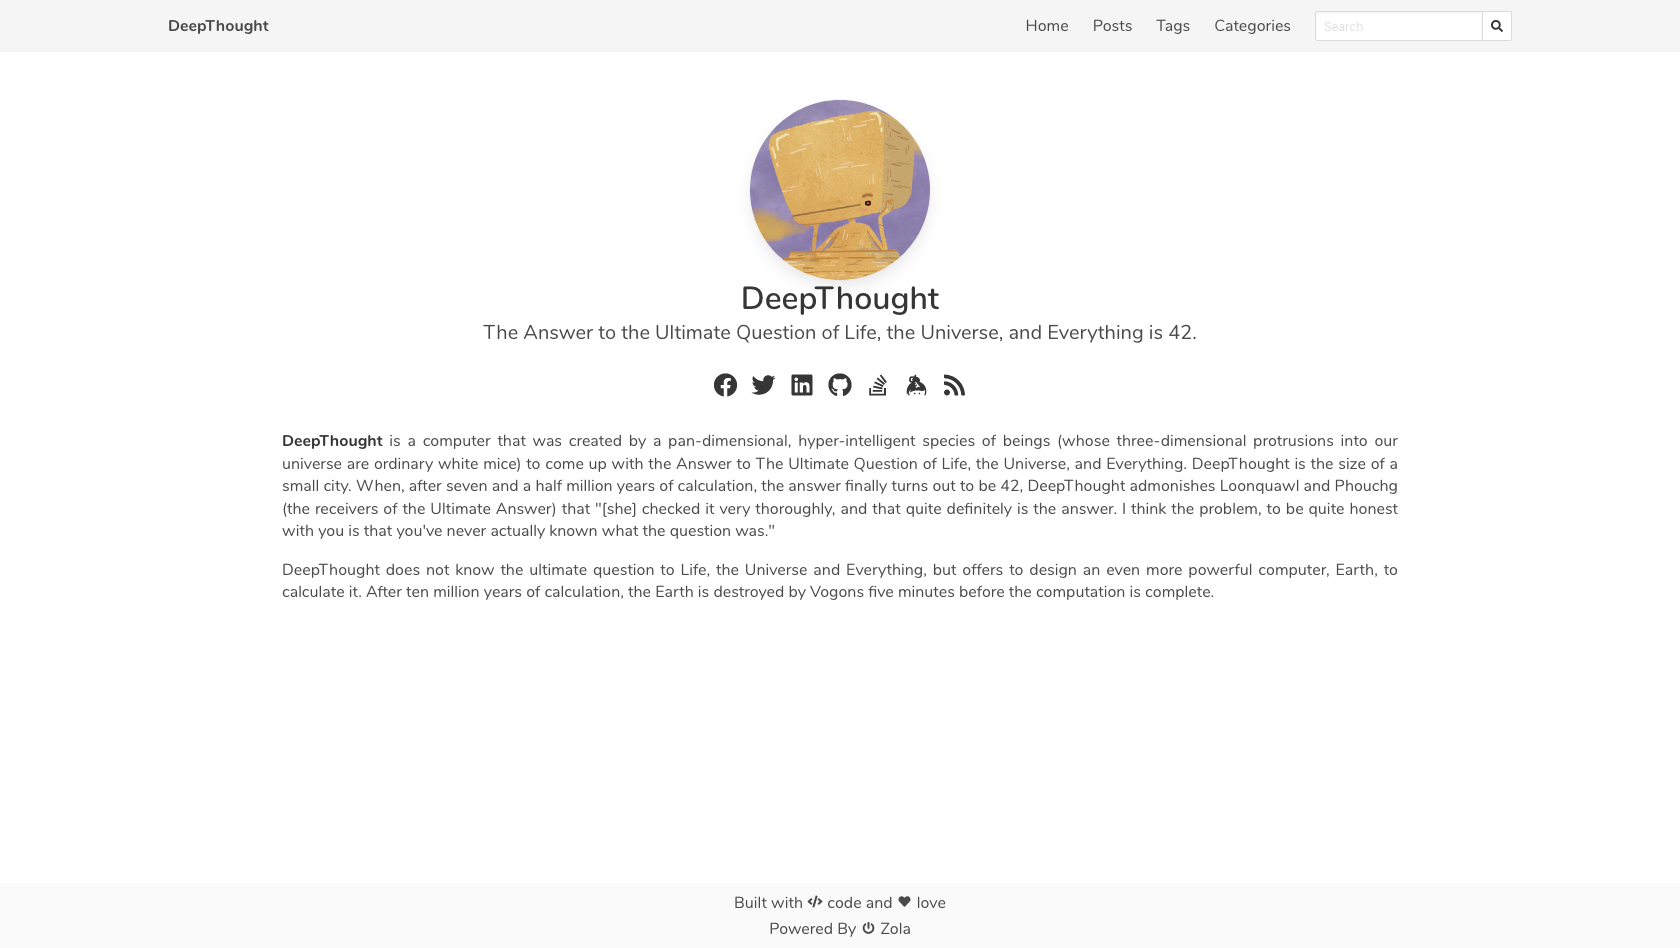 DeepThought
Home Posts Tags Categories Search
DeepThought
The Answer to the Ultimate Question of Life, the Universe, and Everything is 42.
DeepThought is a computer that was created by a pan-dimensional, hyper-intelligent species of beings (whose three-dimensional protrusions into our
universe are ordinary white mice) to come up with the Answer to The Ultimate Question of Life, the Universe, and Everything. DeepThought is the size of a
small city. When, after seven and a half million years of calculation, the answer finally turns out to be 42, DeepThought admonishes Loonquawl and Phouchg
(the receivers of the Ultimate Answer) that "[she] checked it very thoroughly, and that quite definitely is the answer. I think the problem, to be quite honest
with you is that you've never actually known what the question was."
DeepThought does not know the ultimate question to Life, the Universe and Everything, but offers to design an even more powerful computer, Earth, to
calculate it. After ten million years of calculation, the Earth is destroyed by Vogons five minutes before the computation is complete.
Built with code and love
Powered By Zola